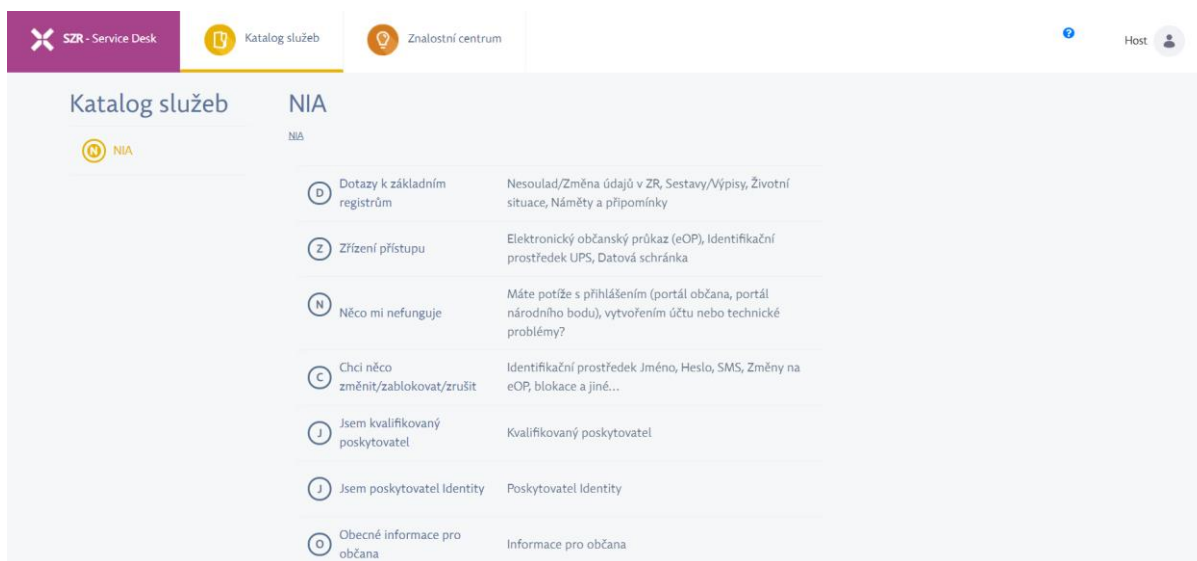 SZR - Service Desk
Katalog služeb
Znalostní centrum
?
Host
Katalog služeb
N
NIA
NIA
NIA
D
Dotazy k základním
registrům
Nesoulad/Změna údajů v ZR, Sestavy/Výpisy, Životní
situace, Náměty a připomínky
Z
Zřízení přístupu
Elektronický občanský průkaz (eOP), Identifikační
prostředek UPS, Datová schránka
N
Něco mi nefunguje
Máte potíže s přihlášením (portál občana, portál
národního bodu), vytvořením účtu nebo technické
problémy?
C
Chci něco
změnit/zablokovat/zrušit
Identifikační prostředek Jméno, Heslo, SMS, Změny na
eOP, blokace a jiné...
J
Jsem kvalifikovaný
poskytovatel
Kvalifikovaný poskytovatel
J
Jsem poskytovatel Identity
Poskytovatel Identity
O
Obecné informace pro
občana
Informace pro občana